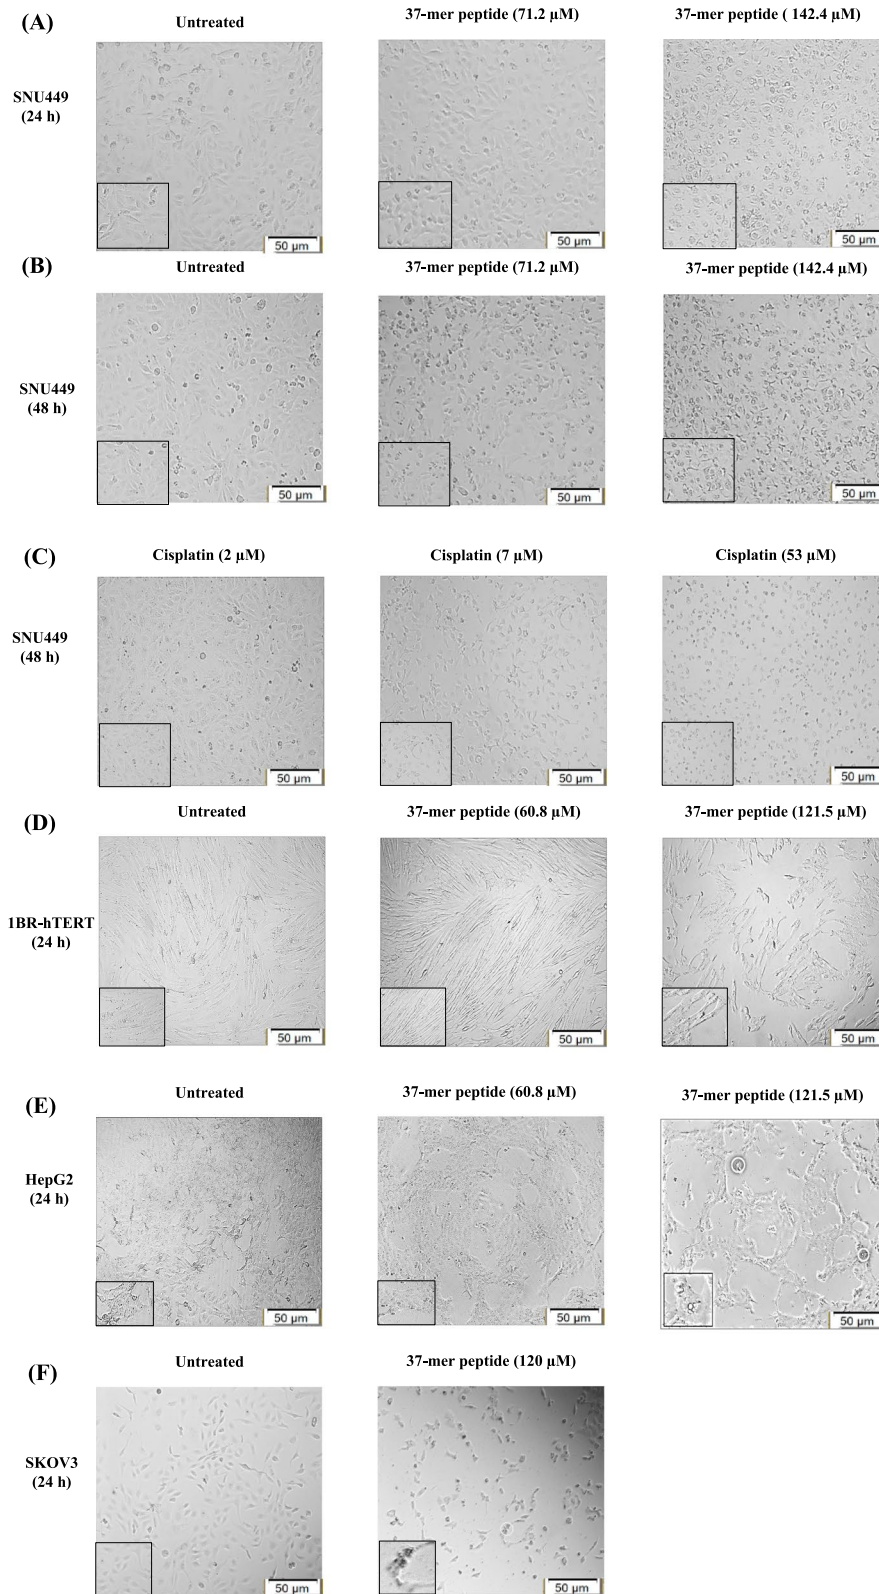 (A)
Untreated
37-mer peptide (71.2 µM)
37-mer peptide ( 142.4 µM)
SNU449
(24 h)
50 µm
50 µm
50 µm
(B)
Untreated
37-mer peptide (71.2 µM)
37-mer peptide (142.4 µM)
SNU449
(48 h)
50 µm
50 µm
50 µm
(C)
Cisplatin (2 µM)
Cisplatin (7 µM)
Cisplatin (53 µM)
SNU449
(48 h)
50 µm
50 µm
50 µm
(D)
Untreated
37-mer peptide (60.8 µM)
37-mer peptide (121.5 µM)
1BR-hTERT
(24 h)
50 µm
50 µm
50 µm
(E)
Untreated
37-mer peptide (60.8 µM)
37-mer peptide (121.5 µM)
HepG2
(24 h)
50 µm
50 µm
50 µm
(F)
Untreated
37-mer peptide (120 µM)
SKOV3
(24 h)
50 µm
50 µm